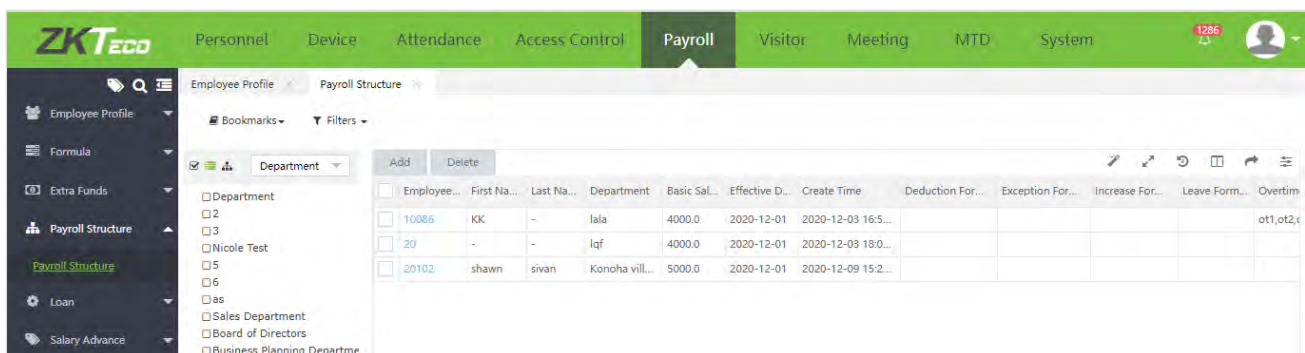 ZKTeco Personnel Device Attendance Access Control Payroll Visitor Meeting MTD System 1286
Employee Profile Payroll Structure
Employee Profile
Bookmarks Filters
Formula
Department
Add Delete
Extra Funds
Department
Employee... First Na... Last Na... Department Basic Sal... Effective D... Create Time Deduction For... Exception For... Increase For... Leave Form... Overtim
2
10086 KK - lala 4000.0 2020-12-01 2020-12-03 16:5... ot1,ot2,
Payroll Structure
3
Nicole Test
20 - - lqf 4000.0 2020-12-01 2020-12-03 18:0...
Payroll Structure
5
20102 shawn sivan Konoha vill... 5000.0 2020-12-01 2020-12-09 15:2...
6
Loan
as
Sales Department
Board of Directors
Salary Advance
Business Planning Departme